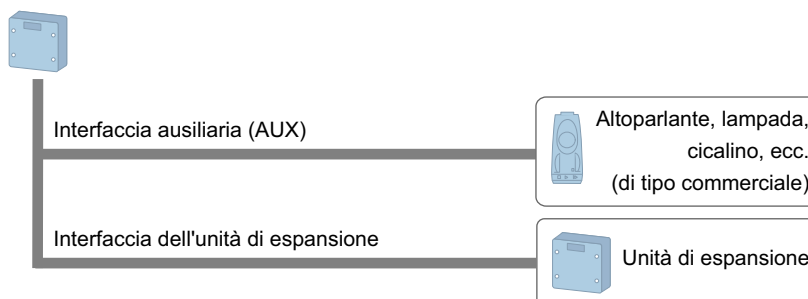 Interfaccia ausiliaria (AUX)
Altoparlante, lampada,
cicalino, ecc.
(di tipo commerciale)
Interfaccia dell'unità di espansione
Unità di espansione